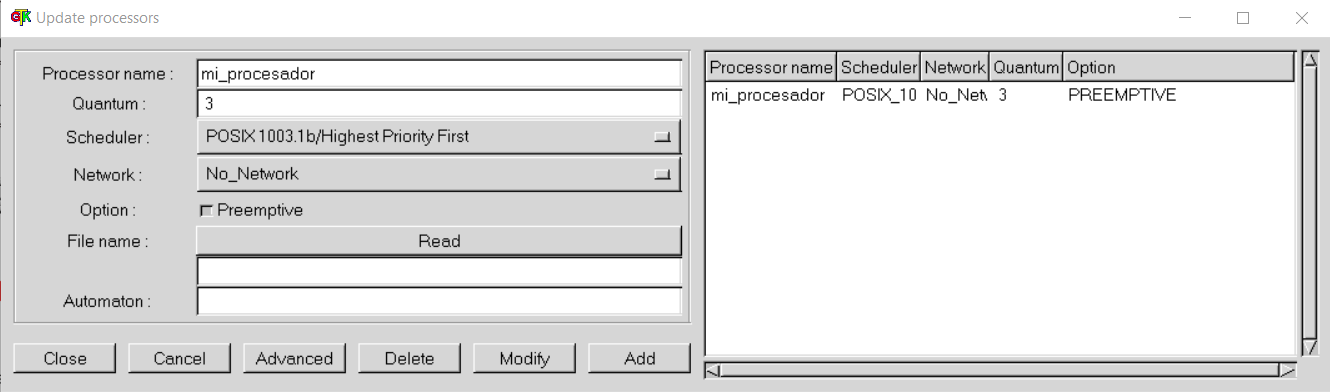 GTK Update processors
Processor name : mi_procesador
Quantum : 3
Scheduler : POSIX 1003.1b/Highest Priority First
Network : No_Network
Option : Preemptive
File name : Read
Automaton :
Close Cancel Advanced Delete Modify Add
Processor name Scheduler Network Quantum Option
mi_procesador POSIX_10 No_Netw 3 PREEMPTIVE